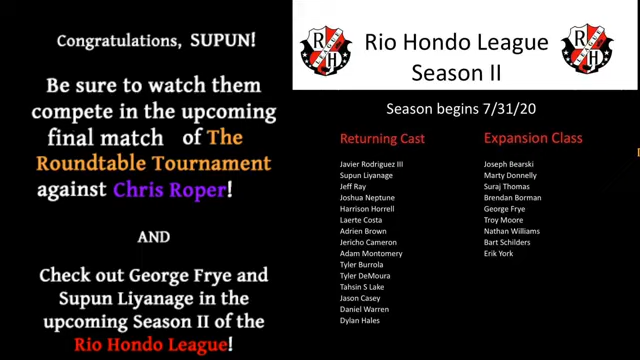 Congratulations, SUPUN!
Be sure to watch them
compete in the upcoming
final match of The
Roundtable Tournament
against Chris Roper!
AND
Check out George Frye and
Supun Liyanage in the
upcoming Season II of the
Rio Hondo League!
Rio Hondo League
Season II
Season begins 7/31/20
Returning Cast
Javier Rodriguez III
Supun Liyanage
Jeff Ray
Joshua Neptune
Harrison Horrell
Laerte Costa
Adrien Brown
Jericho Cameron
Adam Montomery
Tyler Burrola
Tyler DeMoura
Tahsin S Lake
Jason Casey
Daniel Warren
Dylan Hales
Expansion Class
Joseph Bearski
Marty Donnelly
Suraj Thomas
Brendan Borman
George Frye
Troy Moore
Nathan Williams
Bart Schilders
Erik York